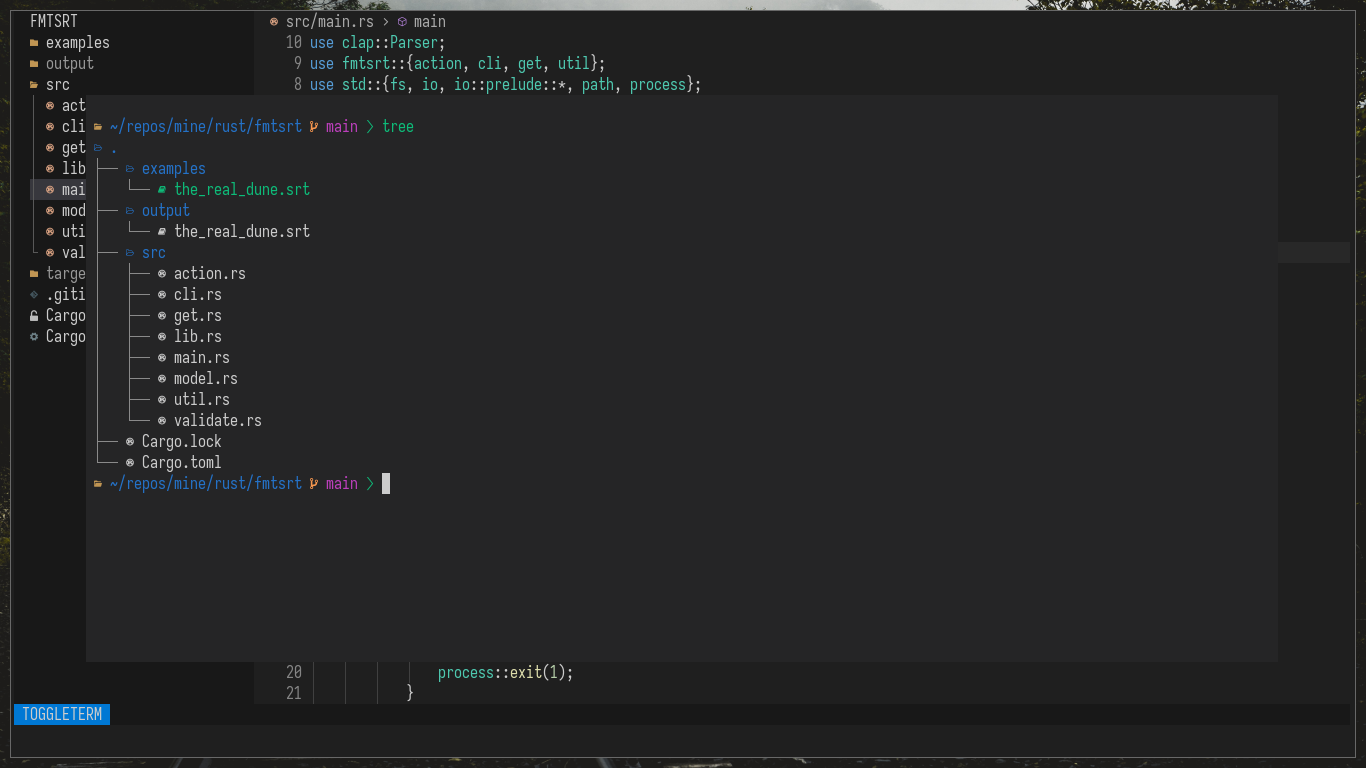 FMTSRT
examples
output
src
act
cli
get
lib
mai
mod
uti
val
targe
.giti
Cargo
Cargo
src/main.rs > main
10 use clap::Parser;
9 use fmtsrt::{action, cli, get, util};
8 use std::{fs, io, io::prelude::*, path, process};
~/repos/mine/rust/fmtsrt main > tree
.
├── examples
│   └── the_real_dune.srt
├── output
│   └── the_real_dune.srt
├── src
│   ├── action.rs
│   ├── cli.rs
│   ├── get.rs
│   ├── lib.rs
│   ├── main.rs
│   ├── model.rs
│   ├── util.rs
│   └── validate.rs
├── Cargo.lock
└── Cargo.toml
~/repos/mine/rust/fmtsrt main >
20 process::exit(1);
21 }
TOGGLETERM